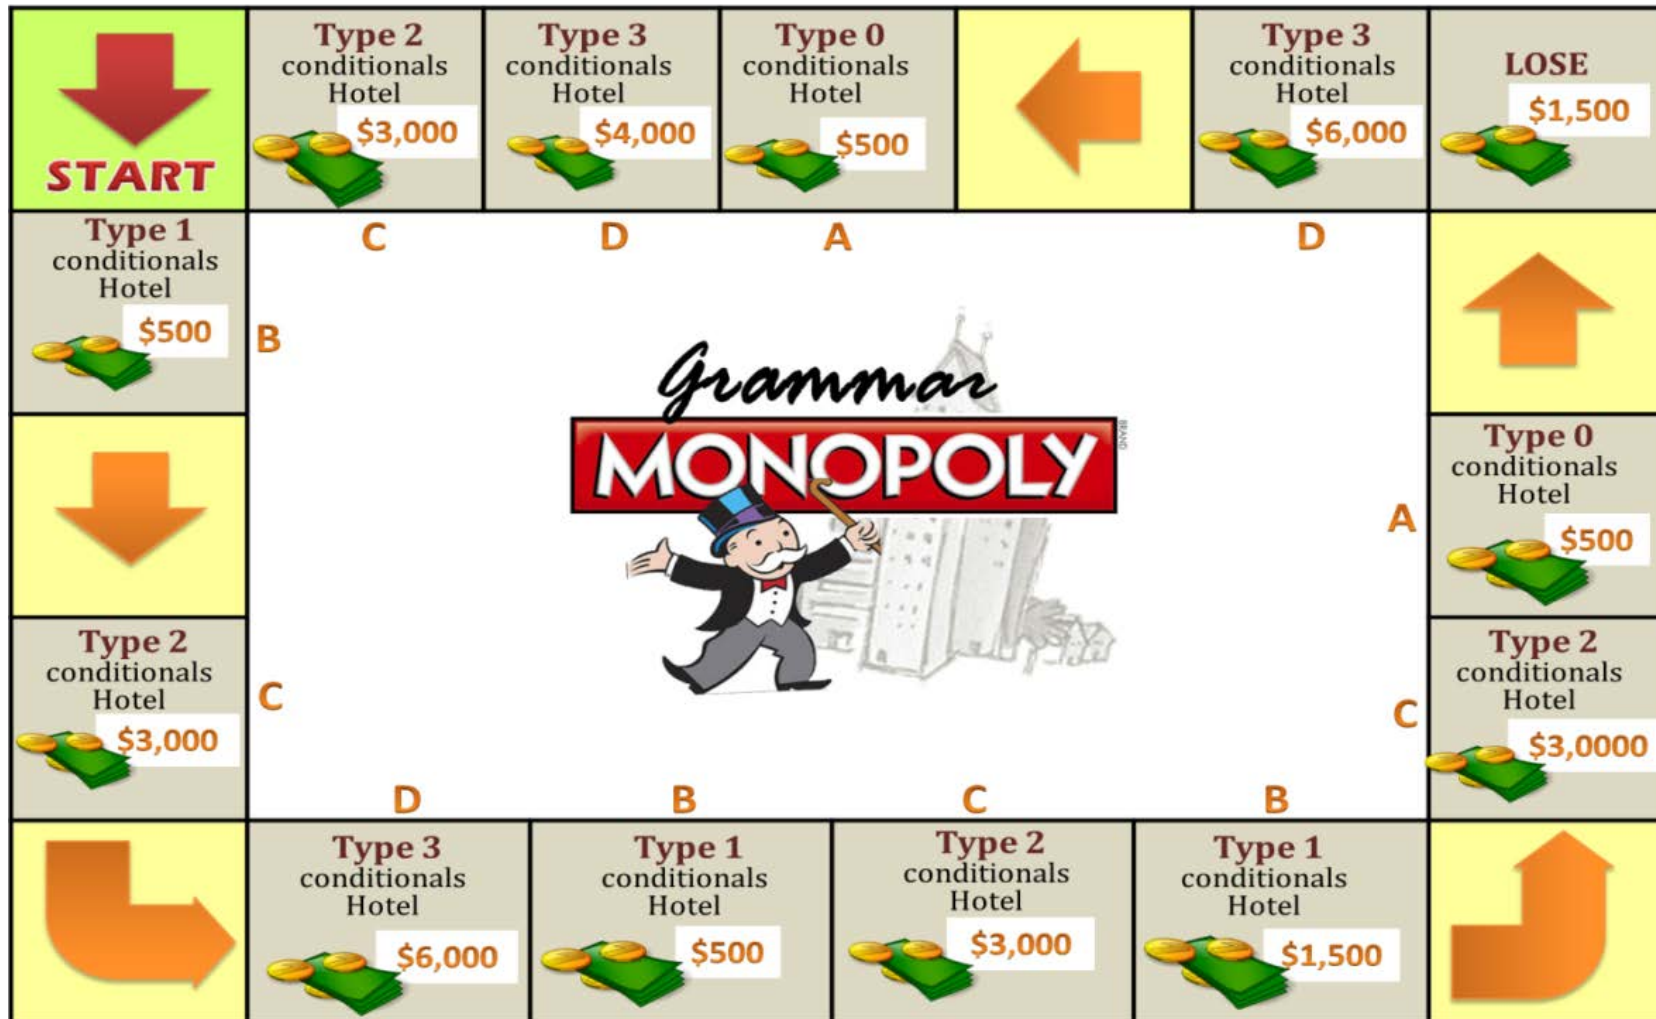 START
Type 2
conditionals
Hotel
$3,000
Type 3
conditionals
Hotel
$4,000
Type 0
conditionals
Hotel
$500
Type 3
conditionals
Hotel
$6,000
LOSE
$1,500
C
D
A
D
Type 1
conditionals
Hotel
$500
B
Grammar
MONOPOLY
BRAND
Type 0
conditionals
Hotel
$500
A
Type 2
conditionals
Hotel
$3,000
C
Type 2
conditionals
Hotel
$3,0000
C
D
B
C
B
Type 3
conditionals
Hotel
$6,000
Type 1
conditionals
Hotel
$500
Type 2
conditionals
Hotel
$3,000
Type 1
conditionals
Hotel
$1,500